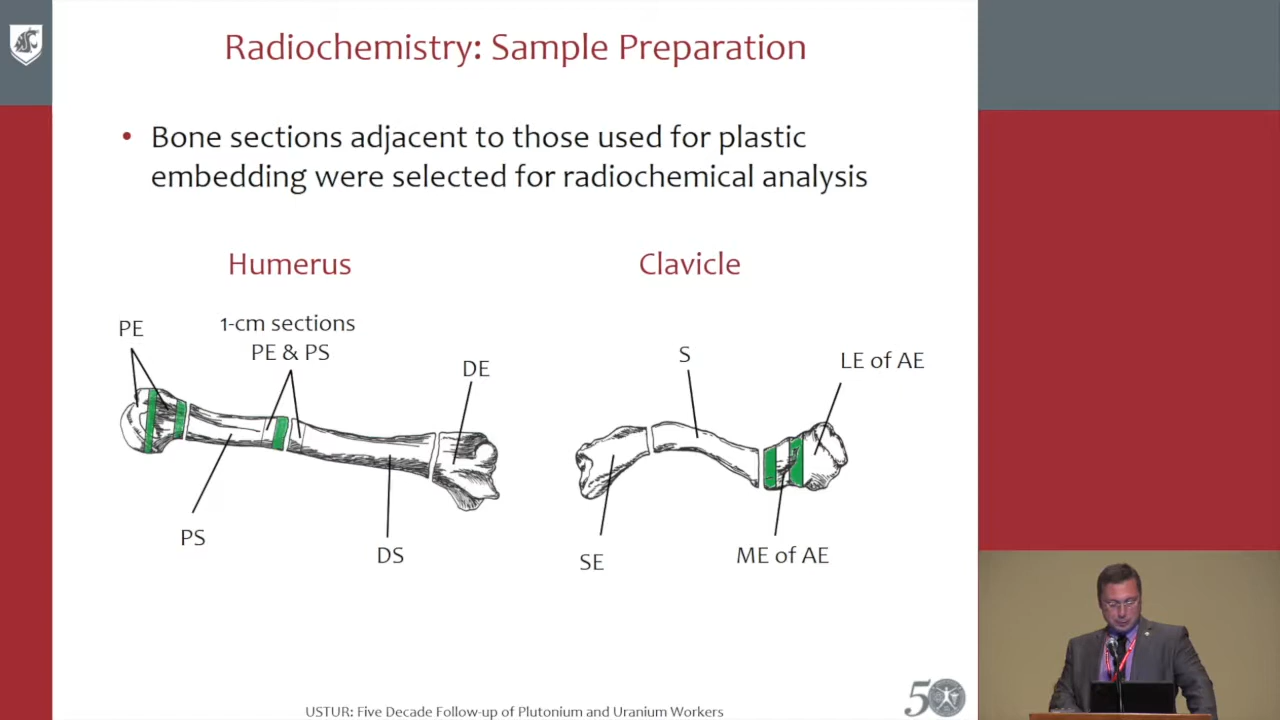 Radiochemistry: Sample Preparation
• Bone sections adjacent to those used for plastic
embedding were selected for radiochemical analysis
Humerus
Clavicle
PE
1-cm sections
PE & PS
DE
PS
DS
S
LE of AE
SE
ME of AE
USTUR: Five Decade Follow-up of Plutonium and Uranium Workers
50